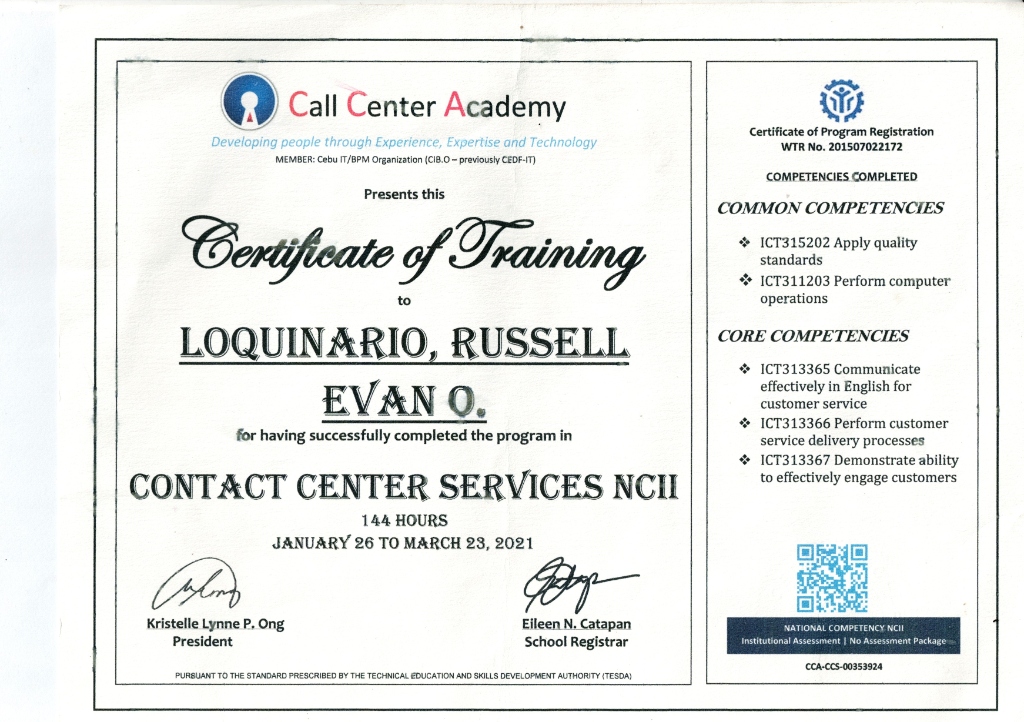 Call Center Academy
Developing people through Experience, Expertise and Technology
MEMBER: Cebu IT/BPM Organization (CIB.O – previously CEDF-IT)
Presents this
Certificate of Training
to
LOQUINARIO, RUSSELL
EVAN O.
for having successfully completed the program in
CONTACT CENTER SERVICES NCII
144 HOURS
JANUARY 26 TO MARCH 23, 2021
Kristelle Lynne P. Ong
President
Eileen N. Catapan
School Registrar
PURSUANT TO THE STANDARD PRESCRIBED BY THE TECHNICAL EDUCATION AND SKILLS DEVELOPMENT AUTHORITY (TESDA)
Certificate of Program Registration
WTR No. 201507022172
COMPETENCIES COMPLETED
COMMON COMPETENCIES
❖ ICT315202 Apply quality
standards
❖ ICT311203 Perform computer
operations
CORE COMPETENCIES
❖ ICT313365 Communicate
effectively in English for
customer service
❖ ICT313366 Perform customer
service delivery processes
❖ ICT313367 Demonstrate ability
to effectively engage customers
NATIONAL COMPETENCY NCII
Institutional Assessment | No Assessment Package
CCA-CCS-00353924